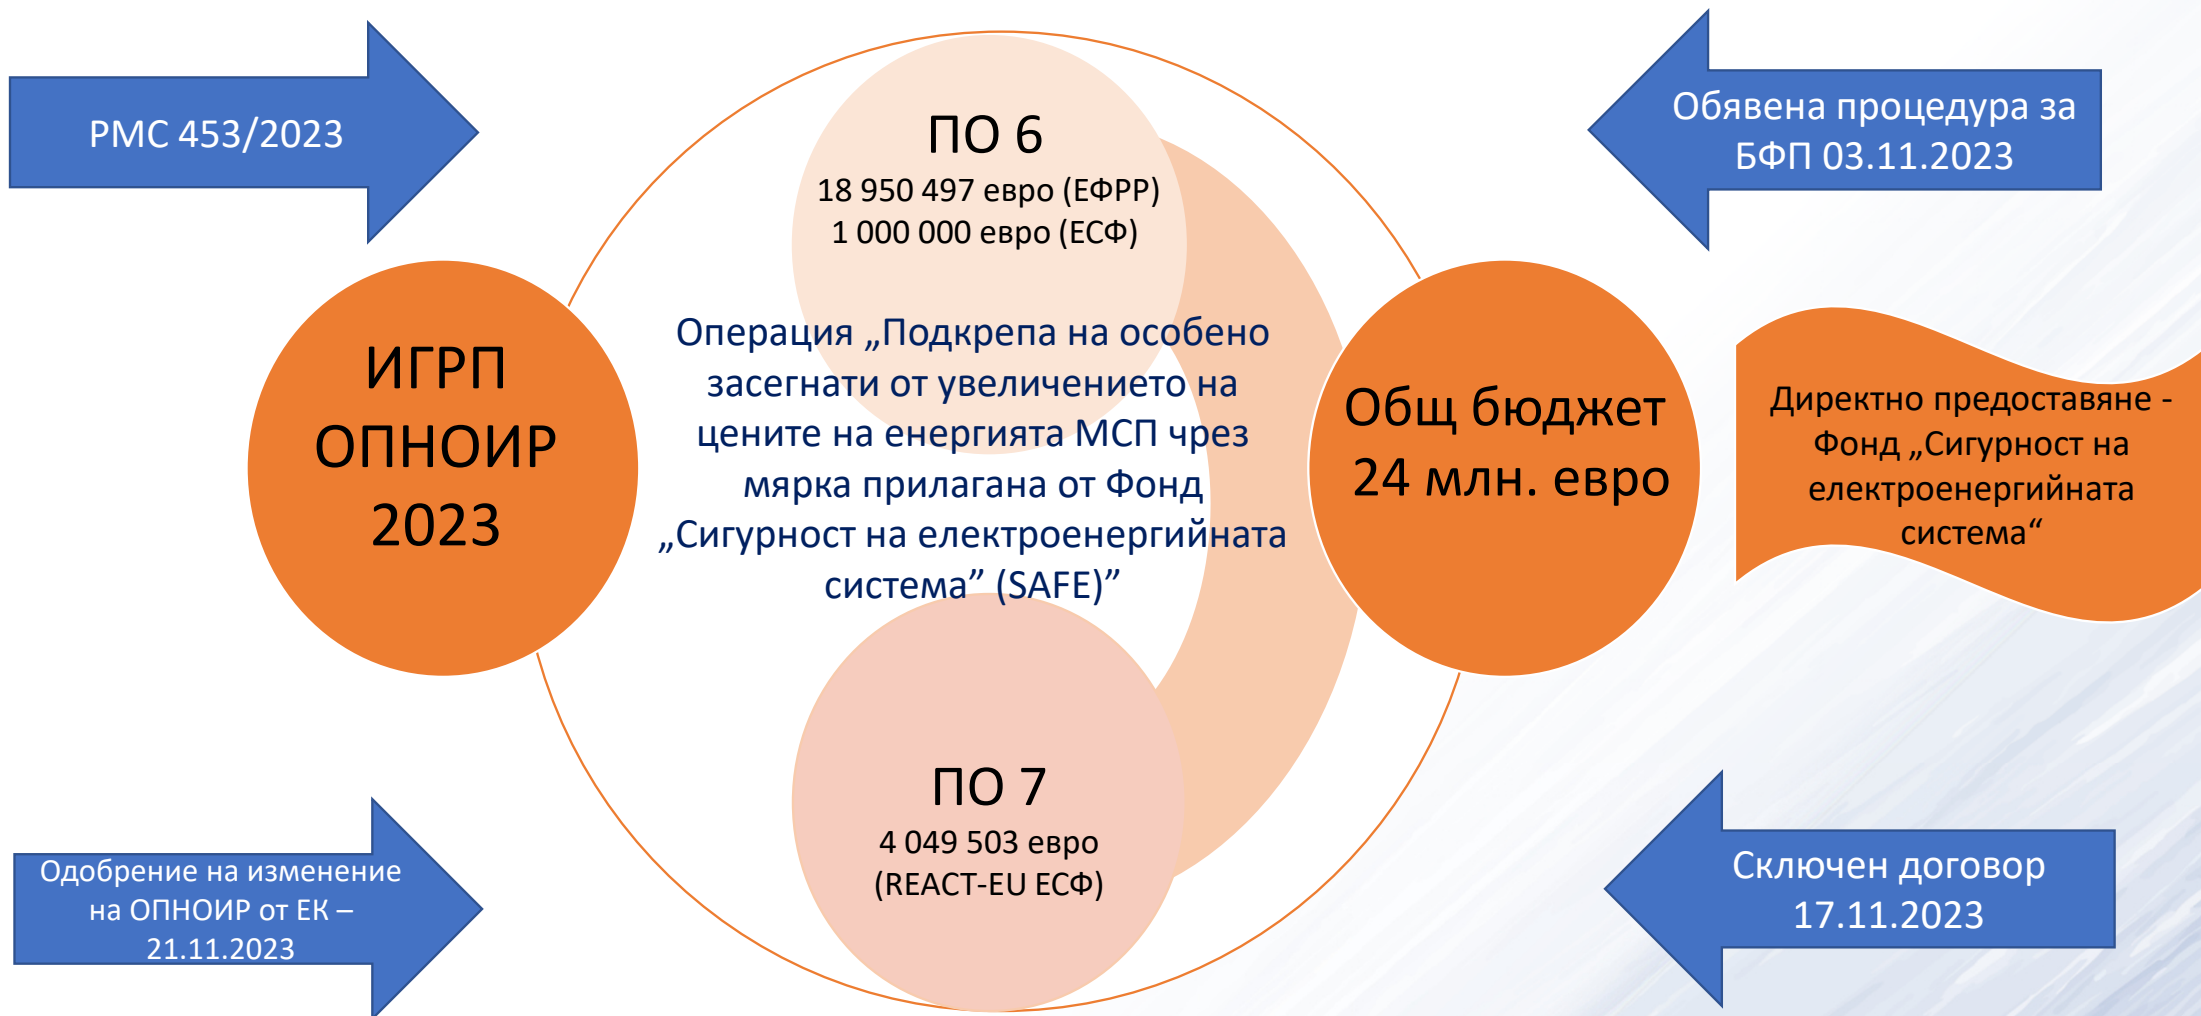 РМС 453/2023
ПО 6
18 950 497 евро (ЕФРР)
1 000 000 евро (ЕСФ)
Обявена процедура за
БФП 03.11.2023
ИГРП
ОПНОИР
2023
Операция „Подкрепа на особено
засегнати от увеличението на
цените на енергията МСП чрез
мярка прилагана от Фонд
„Сигурност на електроенергийната
система” (SAFE)”
Общ бюджет
24 млн. евро
Директно предоставяне -
Фонд „Сигурност на
електроенергийната
система“
ПО 7
4 049 503 евро
(REACT-EU ЕСФ)
Одобрение на изменение
на ОПНОИР от ЕК –
21.11.2023
Сключен договор
17.11.2023